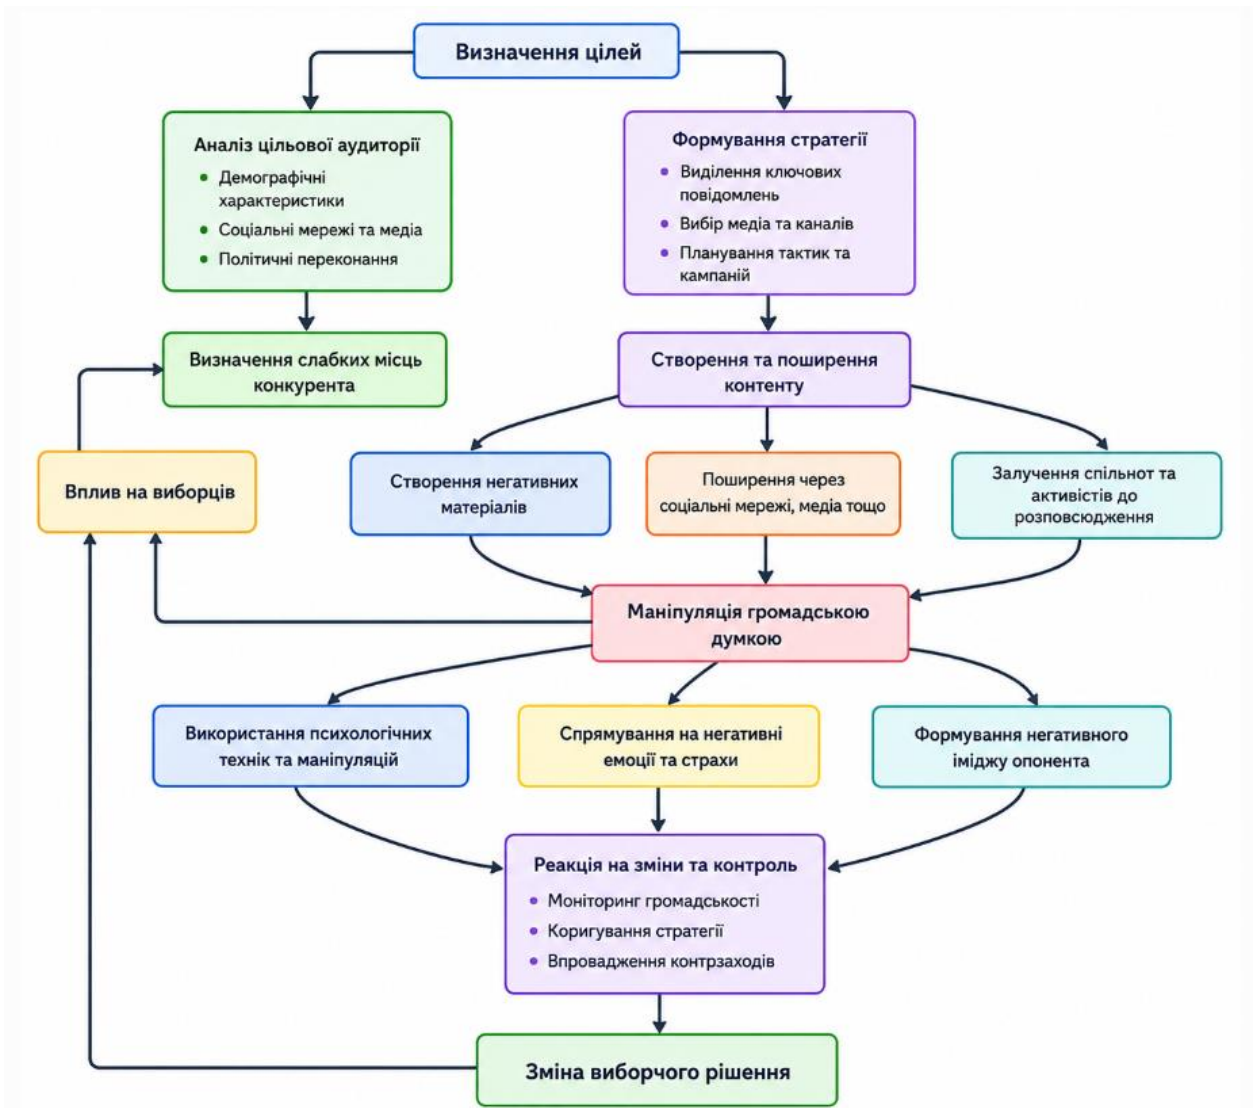 Визначення цілей
Аналіз цільової аудиторії
Демографічні
характеристики
Соціальні мережі та медіа
Політичні переконання
Формування стратегії
Виділення ключових
повідомлень
Вибір медіа та каналів
Планування тактик та
кампаній
Визначення слабких місць
конкурента
Створення та поширення
контенту
Вплив на виборців
Створення негативних
матеріалів
Поширення через
соціальні мережі, медіа тощо
Залучення спільнот та
активістів до
розповсюдження
Маніпуляція громадською
думкою
Використання психологічних
технік та маніпуляцій
Спрямування на негативні
емоції та страхи
Формування негативного
іміджу опонента
Реакція на зміни та контроль
Моніторинг громадськості
Коригування стратегії
Впровадження контрзаходів
Зміна виборчого рішення